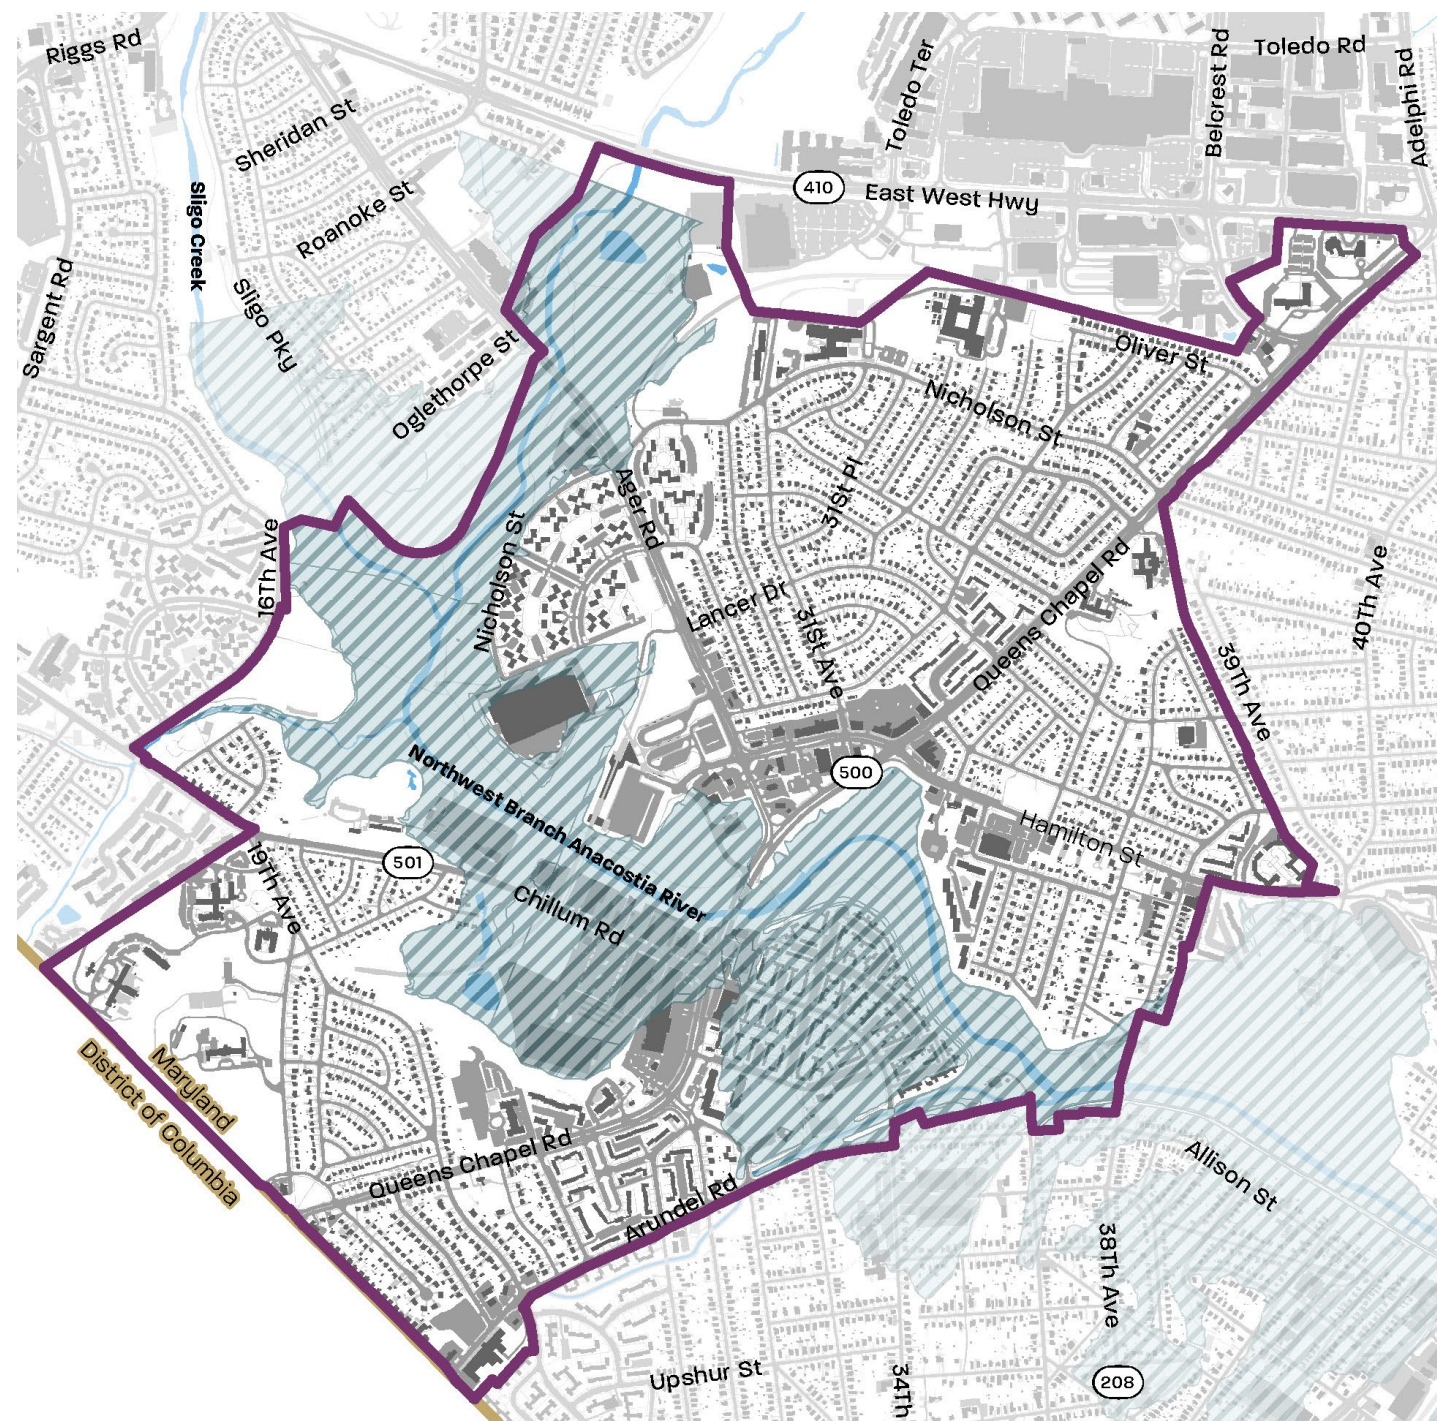 Riggs Rd
Toledo Ter
Belcrest Rd
Toledo Rd
Adelphi Rd
Sheridan St
410
East West Hwy
Roanoke St
Sligo Creek
Sligo Pky
Sargent Rd
Oglethorpe St
Oliver St
Nicholson St
Ager Rd
31St Pl
16Th Ave
Nicholson St
Lancer Dr
31St Ave
Queens Chapel Rd
40Th Ave
39Th Ave
500
Northwest Branch Anacostia River
Hamilton St
501
19Th Ave
Chillum Rd
Maryland
District of Columbia
Queens Chapel Rd
Arundel Rd
Allison St
38Th Ave
Upshur St
34Th
208